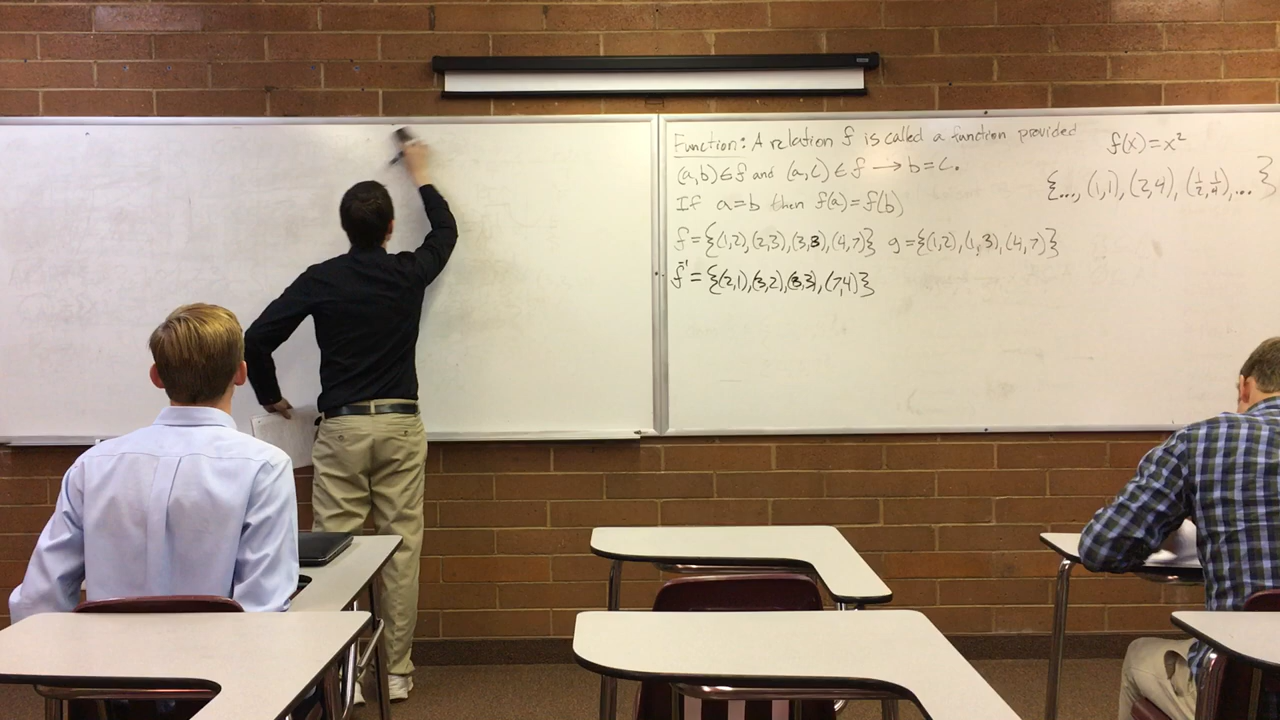 Function: A relation f is called a function provided
(a,b) ∈ f and (a,c) ∈ f → b = c.
If a = b then f(a) = f(b)
f = {(1,2),(2,3),(3,3),(4,7)} g = {(1,2),(1,3),(4,7)}
f⁻¹ = {(2,1),(3,2),(3,3),(7,4)}
f(x) = x²
{..., (1,1), (2,4), (1/2, 1/4), ... }